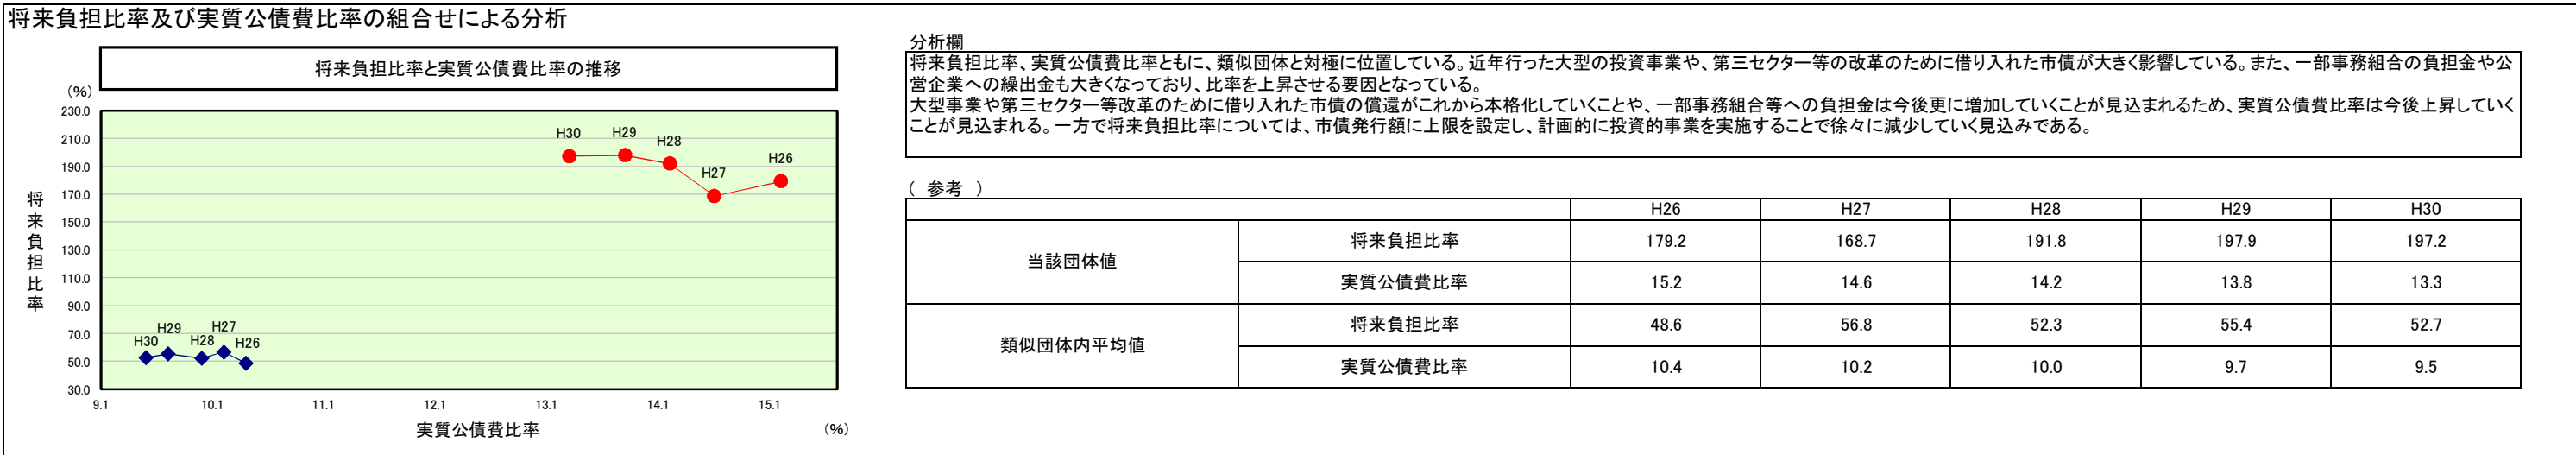 将来負担比率及び実質公債費比率の組合せによる分析
将来負担比率と実質公債費比率の推移
(%)
230.0
210.0
190.0
170.0
150.0
130.0
110.0
90.0
70.0
50.0
30.0
将来負担比率
H30
H29
H28
H27
H26
H30
H29
H28
H27
H26
9.1
10.1
11.1
12.1
13.1
14.1
15.1
実質公債費比率
(%)
分析欄
将来負担比率、実質公債費比率ともに、類似団体と対極に位置している。近年行った大型の投資事業や、第三セクター等の改革のために借り入れた市債が大きく影響している。また、一部事務組合の負担金や公
営企業への繰出金も大きくなっており、比率を上昇させる要因となっている。
大型事業や第三セクター等改革のために借り入れた市債の償還がこれから本格化していくことや、一部事務組合等への負担金は今後更に増加していくことが見込まれるため、実質公債費比率は今後上昇していく
ことが見込まれる。一方で将来負担比率については、市債発行額に上限を設定し、計画的に投資的事業を実施することで徐々に減少していく見込みである。
( 参考 )
H26 H27 H28 H29 H30
当該団体値
将来負担比率 179.2 168.7 191.8 197.9 197.2
実質公債費比率 15.2 14.6 14.2 13.8 13.3
類似団体内平均値
将来負担比率 48.6 56.8 52.3 55.4 52.7
実質公債費比率 10.4 10.2 10.0 9.7 9.5